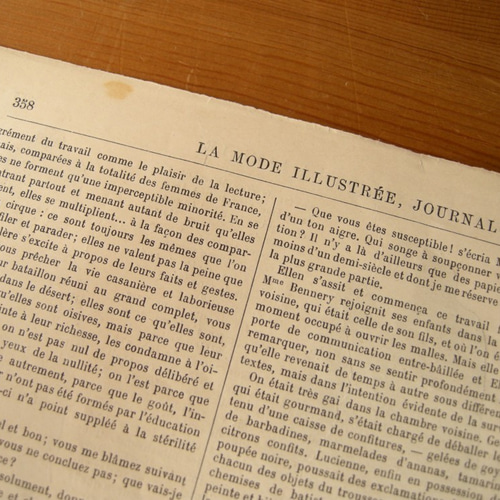 358
LA MODE ILLUSTRÉE, JOURNAL
grément du travail comme le plaisir de la lecture;
ais, comparées à la totalité des femmes de France,
es ne forment qu'une imperceptible minorité. En se
ntrant partout et menant autant de bruit qu'elles
ent, elles se multiplient... à la façon des compar-
cirque: ce sont toujours les mêmes que l'on
filer et parader; elles ne valent pas la peine que
lère s'excite à propos de leurs faits et gestes.
ous prêcher la vie casanière et laborieuse
r bataillon réuni au grand complet, vous
dans le désert; elles sont ce qu'elles sont,
u'elles sont oisives, mais parce que leur
inte à leur richesse, les condamne à l'oi-
n n'est pas nul de propos délibéré et
yeux de la nullité; on l'est parce que
e autrement, parce que le goût, l'in-
r n'ont pas été formés par l'éducation
-ci n'a point suppléé à la stérilité
el et bon; vous me blâmez suivant
vous ne concluez pas; que vais-je
?
solument, donne
— Que vous êtes susceptible! s'écria M
d'un ton aigre. Qui songe à soupçonner
tion? Il n'y a là d'ailleurs que des papie
moins d'un demi-siècle et dont je me réserve
la plus grande partie.
Ellen s'assit et commença ce travail
Mme Bennery rejoignit ses enfants dans la
voisine, qui était celle de son fils, et où l'on é
moment occupé à ouvrir les malles. Mais elle
porte de communication entre-bâillée et
remarquer, non sans se sentir profondément
qu'elle revenait de temps à autre sous différe
textes, mais dans l'intention évidente de la sur
On était très gai dans la chambre voisine. Go
qui était gourmand, s'était chargé de déballer
tenu d'une caisse de confitures, — gelées de go
de barbadines, marmelades d'ananas, tamar
citrons confits. Lucienne, enfin en possession d
poupée noire, poussait des exclamations
chacun des objets du trousseau
chemises de batis
peinte et bi